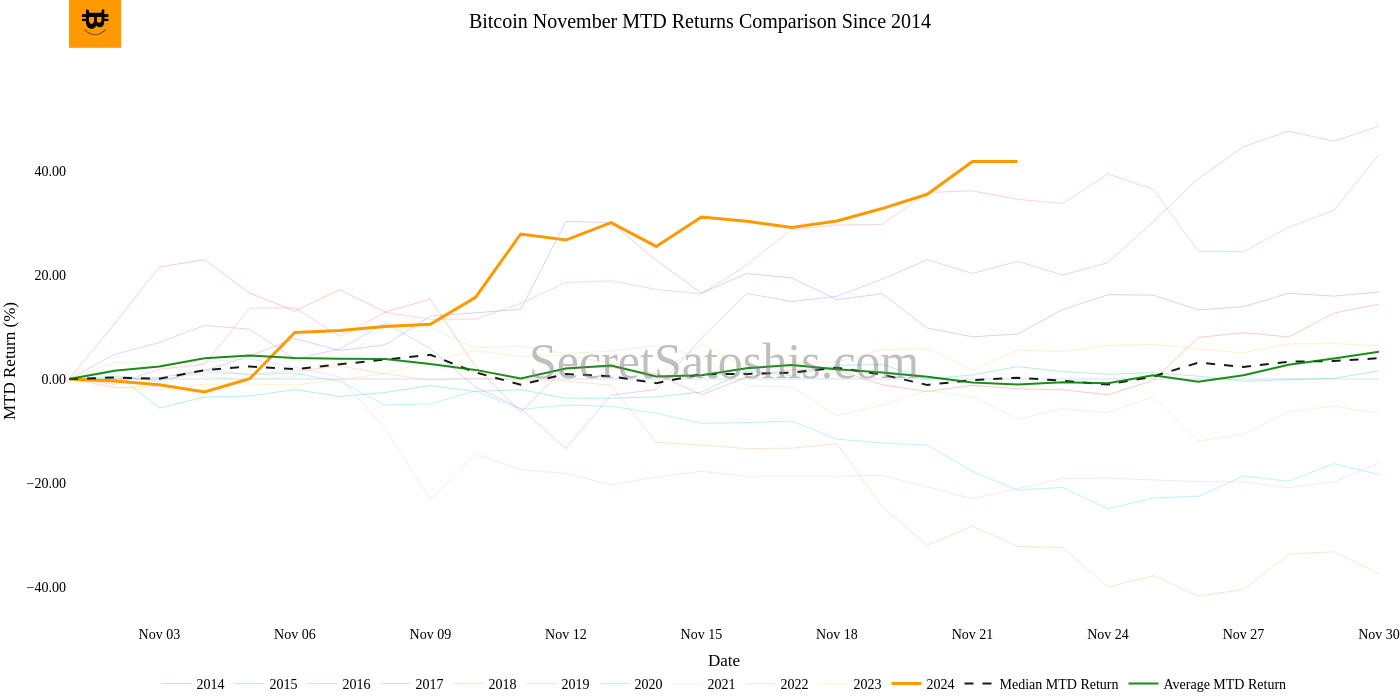 Bitcoin November MTD Returns Comparison Since 2014
MTD Return (%)
40.00
20.00
0.00
−20.00
−40.00
SecretSatoshis.com
Nov 03 Nov 06 Nov 09 Nov 12 Nov 15 Nov 18 Nov 21 Nov 24 Nov 27 Nov 30
Date
2014 2015 2016 2017 2018 2019 2020 2021 2022 2023 2024 Median MTD Return Average MTD Return